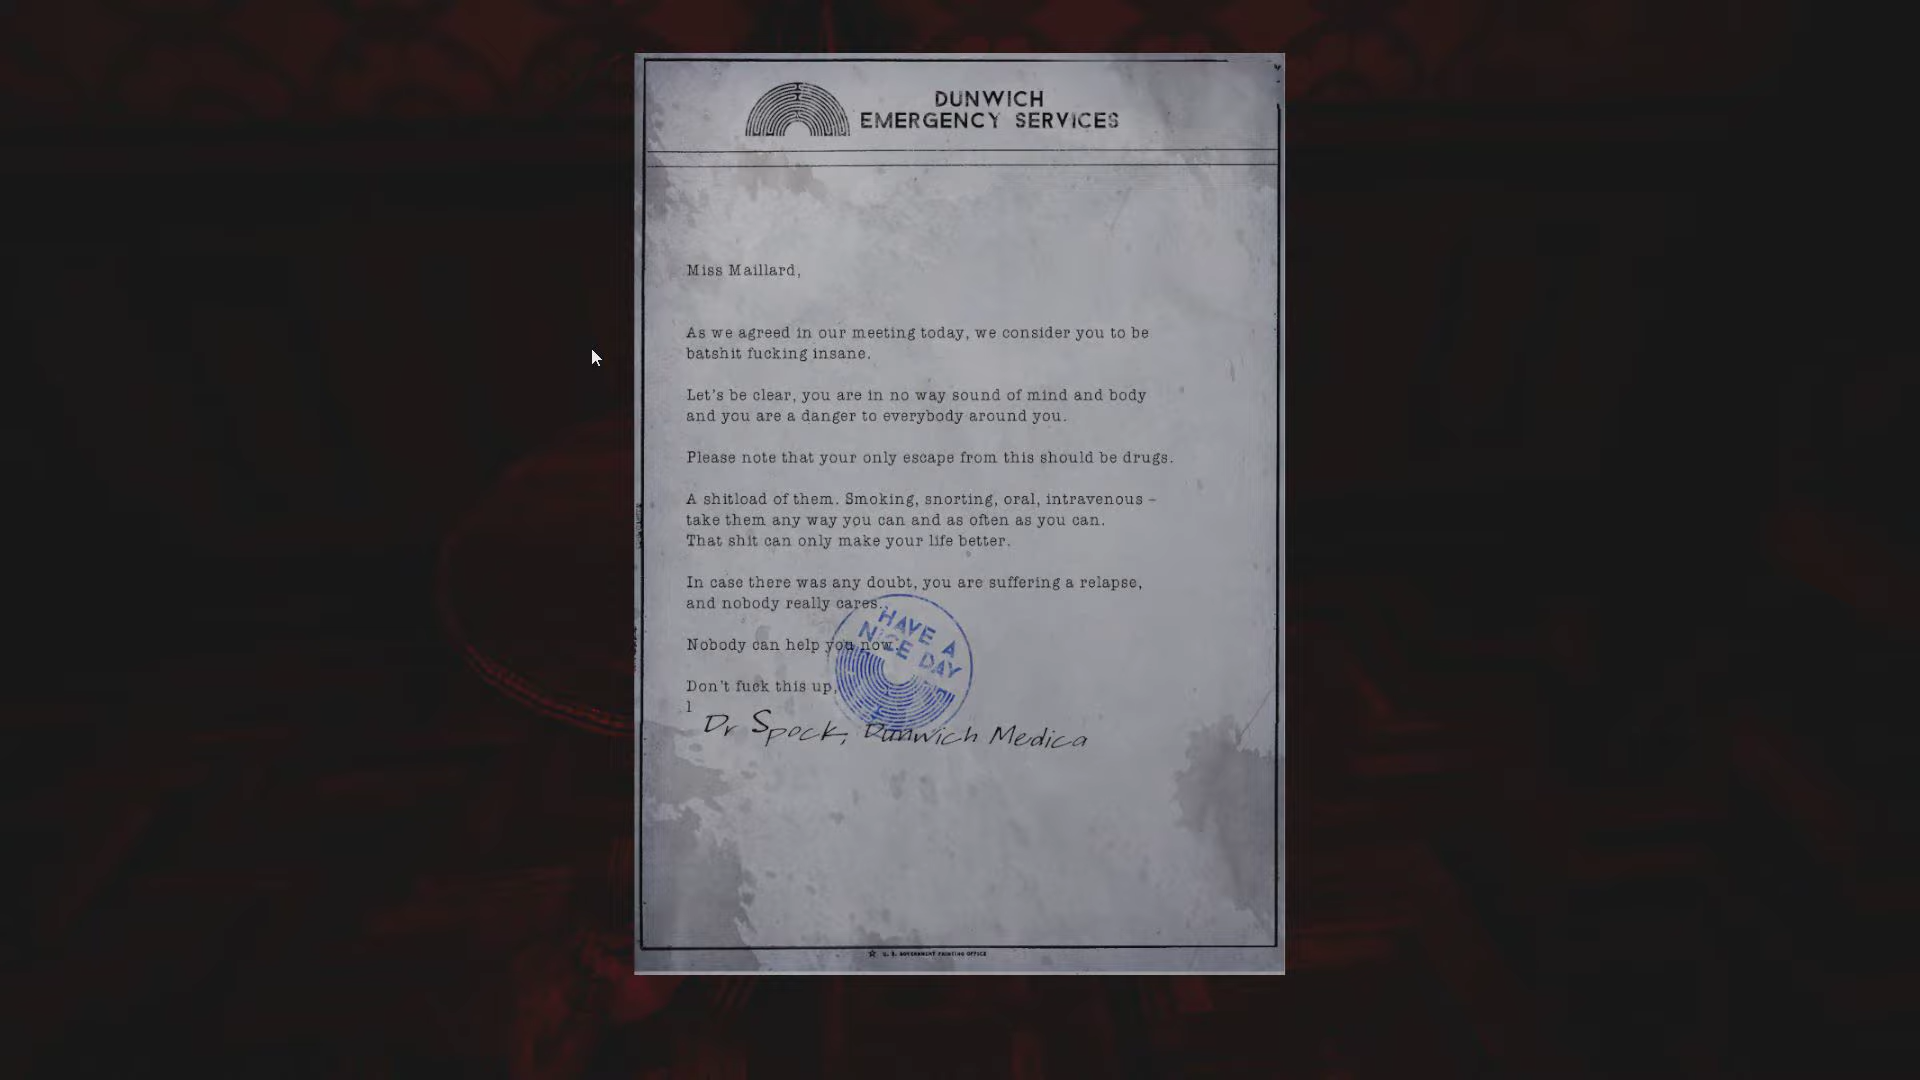 DUNWICH
EMERGENCY SERVICES
Miss Maillard,
As we agreed in our meeting today, we consider you to be
batshit fucking insane.
Let's be clear, you are in no way sound of mind and body
and you are a danger to everybody around you.
Please note that your only escape from this should be drugs.
A shitload of them. Smoking, snorting, oral, intravenous –
take them any way you can and as often as you can.
That shit can only make your life better.
In case there was any doubt, you are suffering a relapse,
and nobody really cares.
HAVE A
NICE DAY
Nobody can help you now.
Don't fuck this up,
l
Dr Spock, Dunwich Medica
U. S. GOVERNMENT PRINTING OFFICE